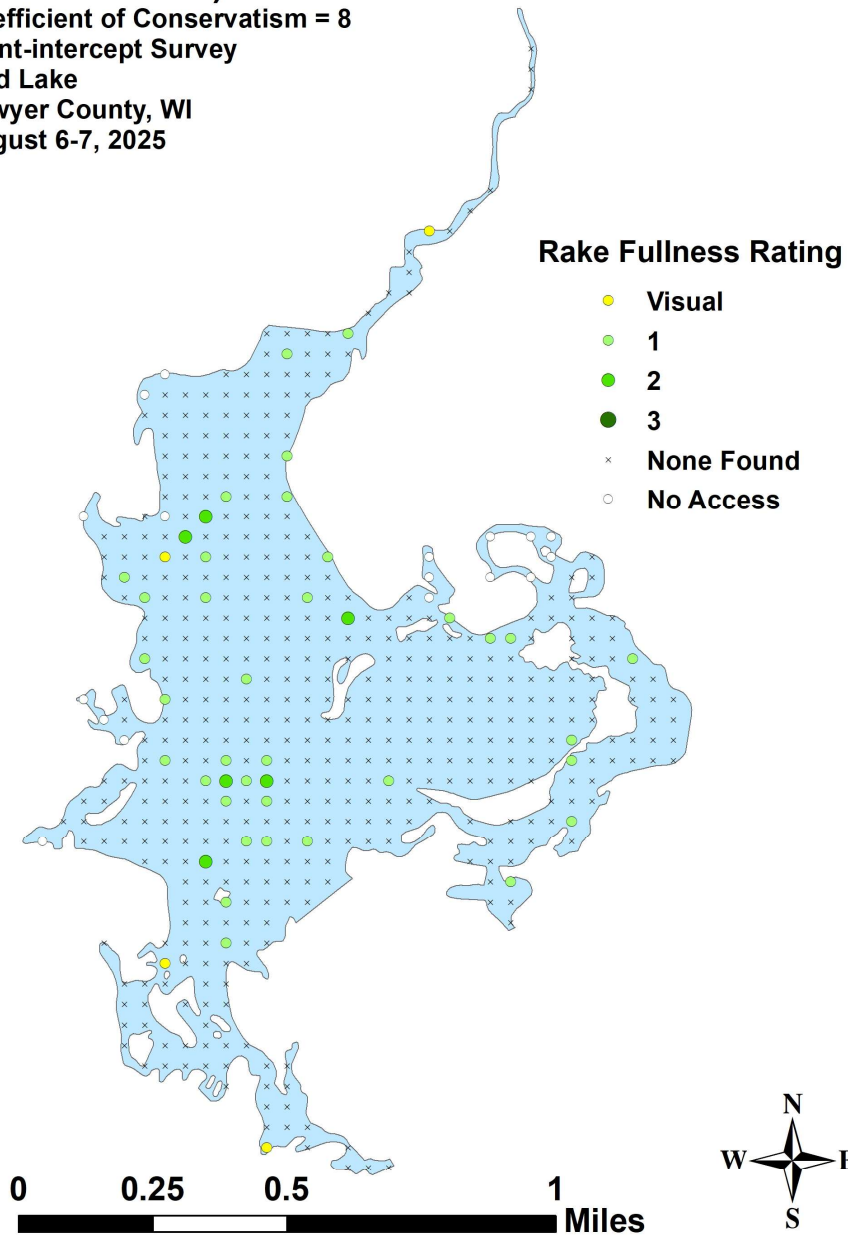 efficient of Conservatism = 8
nt-intercept Survey
d Lake
wyer County, WI
gust 6-7, 2025
Rake Fullness Rating
Visual
1
2
3
None Found
No Access
N
W
S
0 0.25 0.5 1
Miles